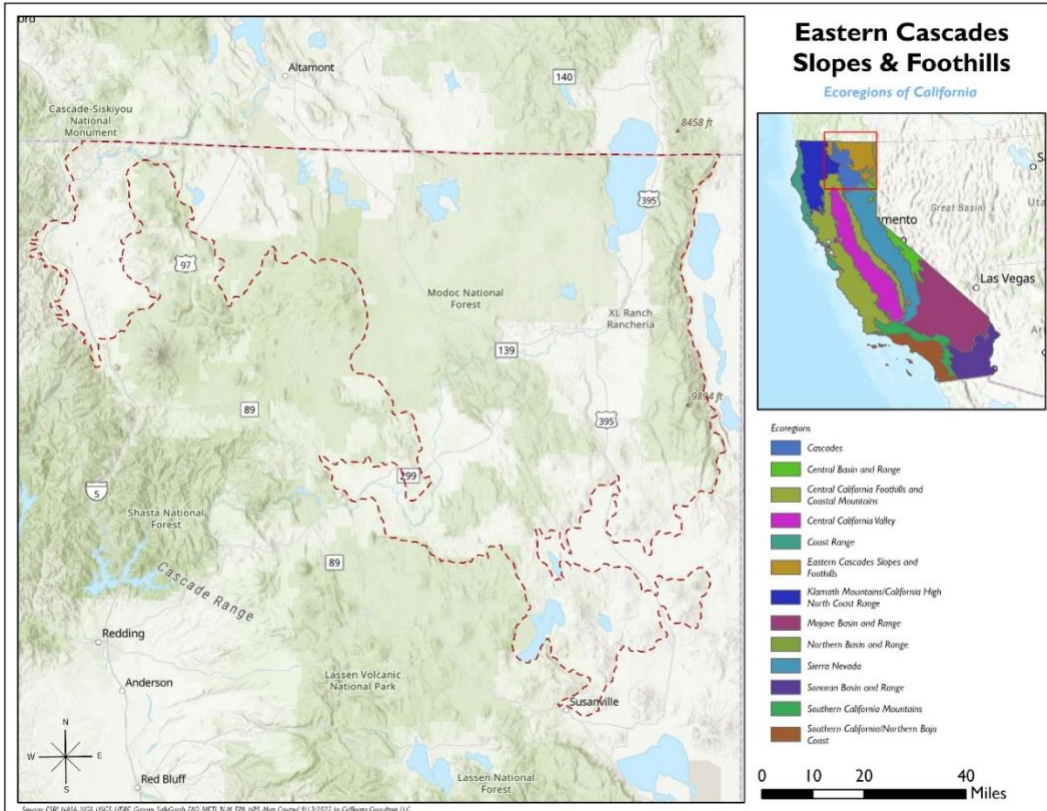 ord
Altamont
140
Cascade-Siskiyou
National
Monument
8458 ft
395
97
Modoc National
Forest
XL Ranch
Rancheria
139
9894 ft
89
395
299
5
Shasta National
Forest
89
Cascade Range
Redding
Lassen Volcanic
National Park
Anderson
Susanville
N
W
E
S
Red Bluff
Lassen National
Forest
Eastern Cascades
Slopes & Foothills
Ecoregions of California
Sa
Great Basin
Uta
mento
Las Vegas
Ar
Ecoregions
Cascades
Central Basin and Range
Central California Foothills and
Coastal Mountains
Central California Valley
Coast Range
Eastern Cascades Slopes and
Foothills
Klamath Mountains/California High
North Coast Range
Mojave Basin and Range
Northern Basin and Range
Sierra Nevada
Sonoran Basin and Range
Southern California Mountains
Southern California/Northern Baja
Coast
0 10 20 40
Miles